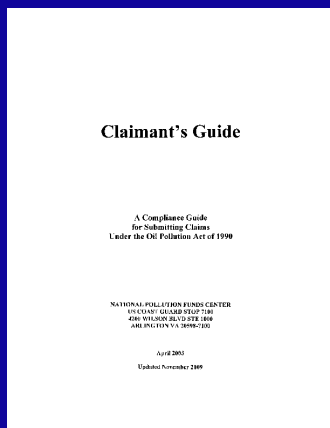 Claimant's Guide
A Compliance Guide
for Submitting Claims
Under the Oil Pollution Act of 1990
NATIONAL POLLUTION FUNDS CENTER
US COAST GUARD STOP 7100
4200 WILSON BLVD STE 1000
ARLINGTON VA 20598-7100
April 2003
Updated November 2009